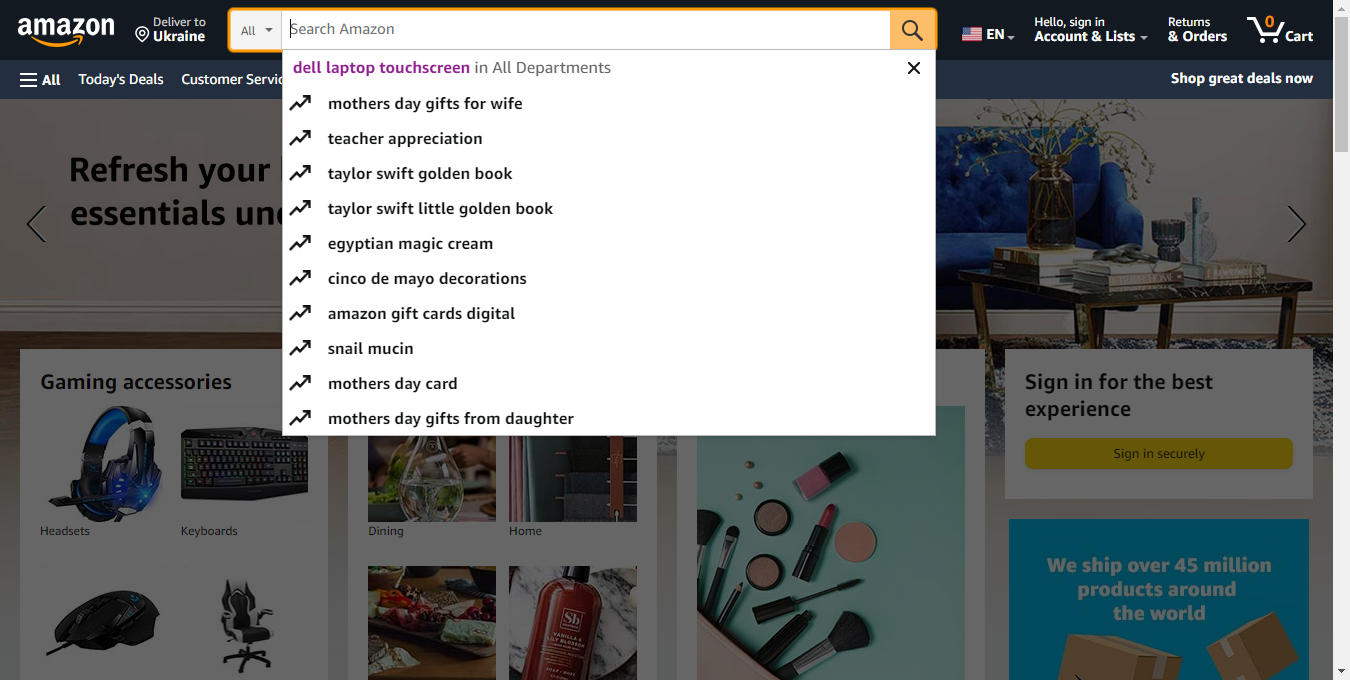 amazon
Deliver to
Ukraine
All
Search Amazon
EN
Hello, sign in
Account & Lists
Returns
& Orders
0
Cart
All
Today's Deals
Customer Servic
Shop great deals now
dell laptop touchscreen in All Departments
mothers day gifts for wife
teacher appreciation
taylor swift golden book
taylor swift little golden book
egyptian magic cream
cinco de mayo decorations
amazon gift cards digital
snail mucin
mothers day card
mothers day gifts from daughter
Refresh your
essentials und
Gaming accessories
Headsets
Keyboards
Dining
Home
Sb
VANILLA &
LILY BLOSSOM
Sign in for the best
experience
Sign in securely
We ship over 45 million
products around
the world